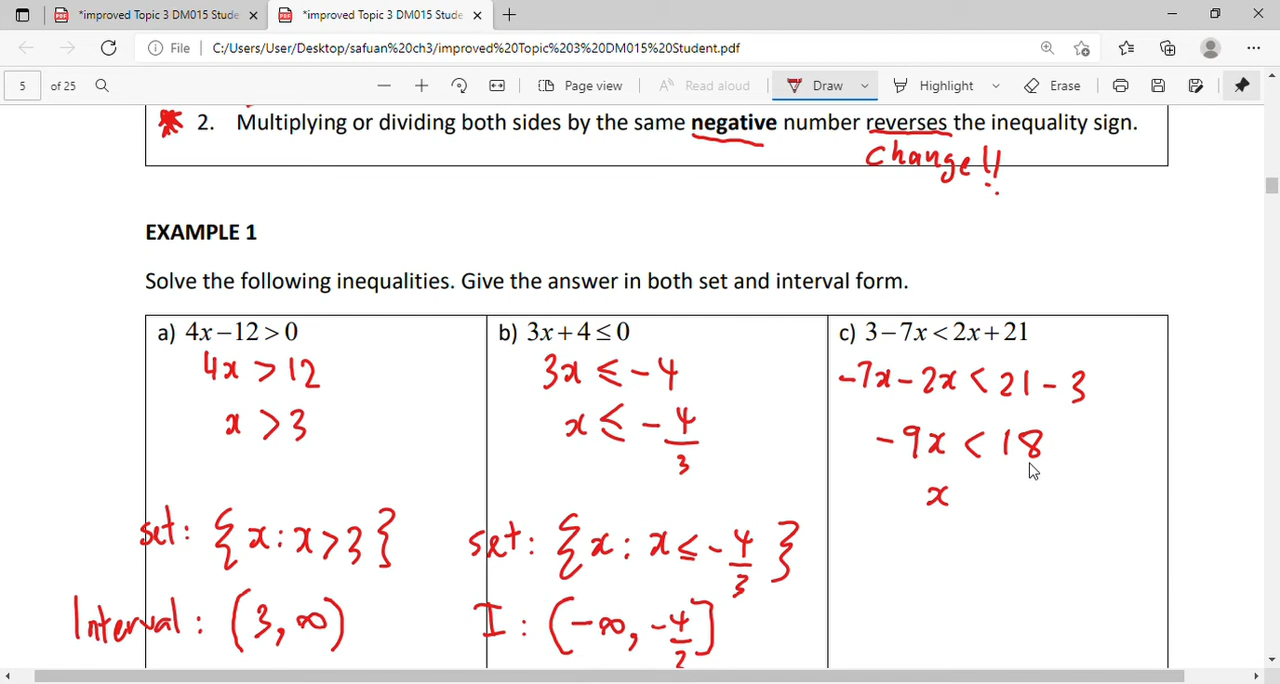 *improved Topic 3 DM015 Stude
*improved Topic 3 DM015 Stude
File C:/Users/User/Desktop/safuan%20ch3/improved%20Topic%203%20DM015%20Student.pdf
5 of 25 Page view Read aloud Draw Highlight Erase
2. Multiplying or dividing both sides by the same negative number reverses the inequality sign.
Change!!
EXAMPLE 1
Solve the following inequalities. Give the answer in both set and interval form.
a) 4x−12>0
4x > 12
x > 3
set: {x: x>3}
Interval: (3, ∞)
b) 3x+4≤0
3x ≤ -4
x ≤ -4/3
set: {x: x ≤ -4/3}
I: (-∞, -4/3]
c) 3−7x<2x+21
-7x - 2x < 21 - 3
-9x < 18
x